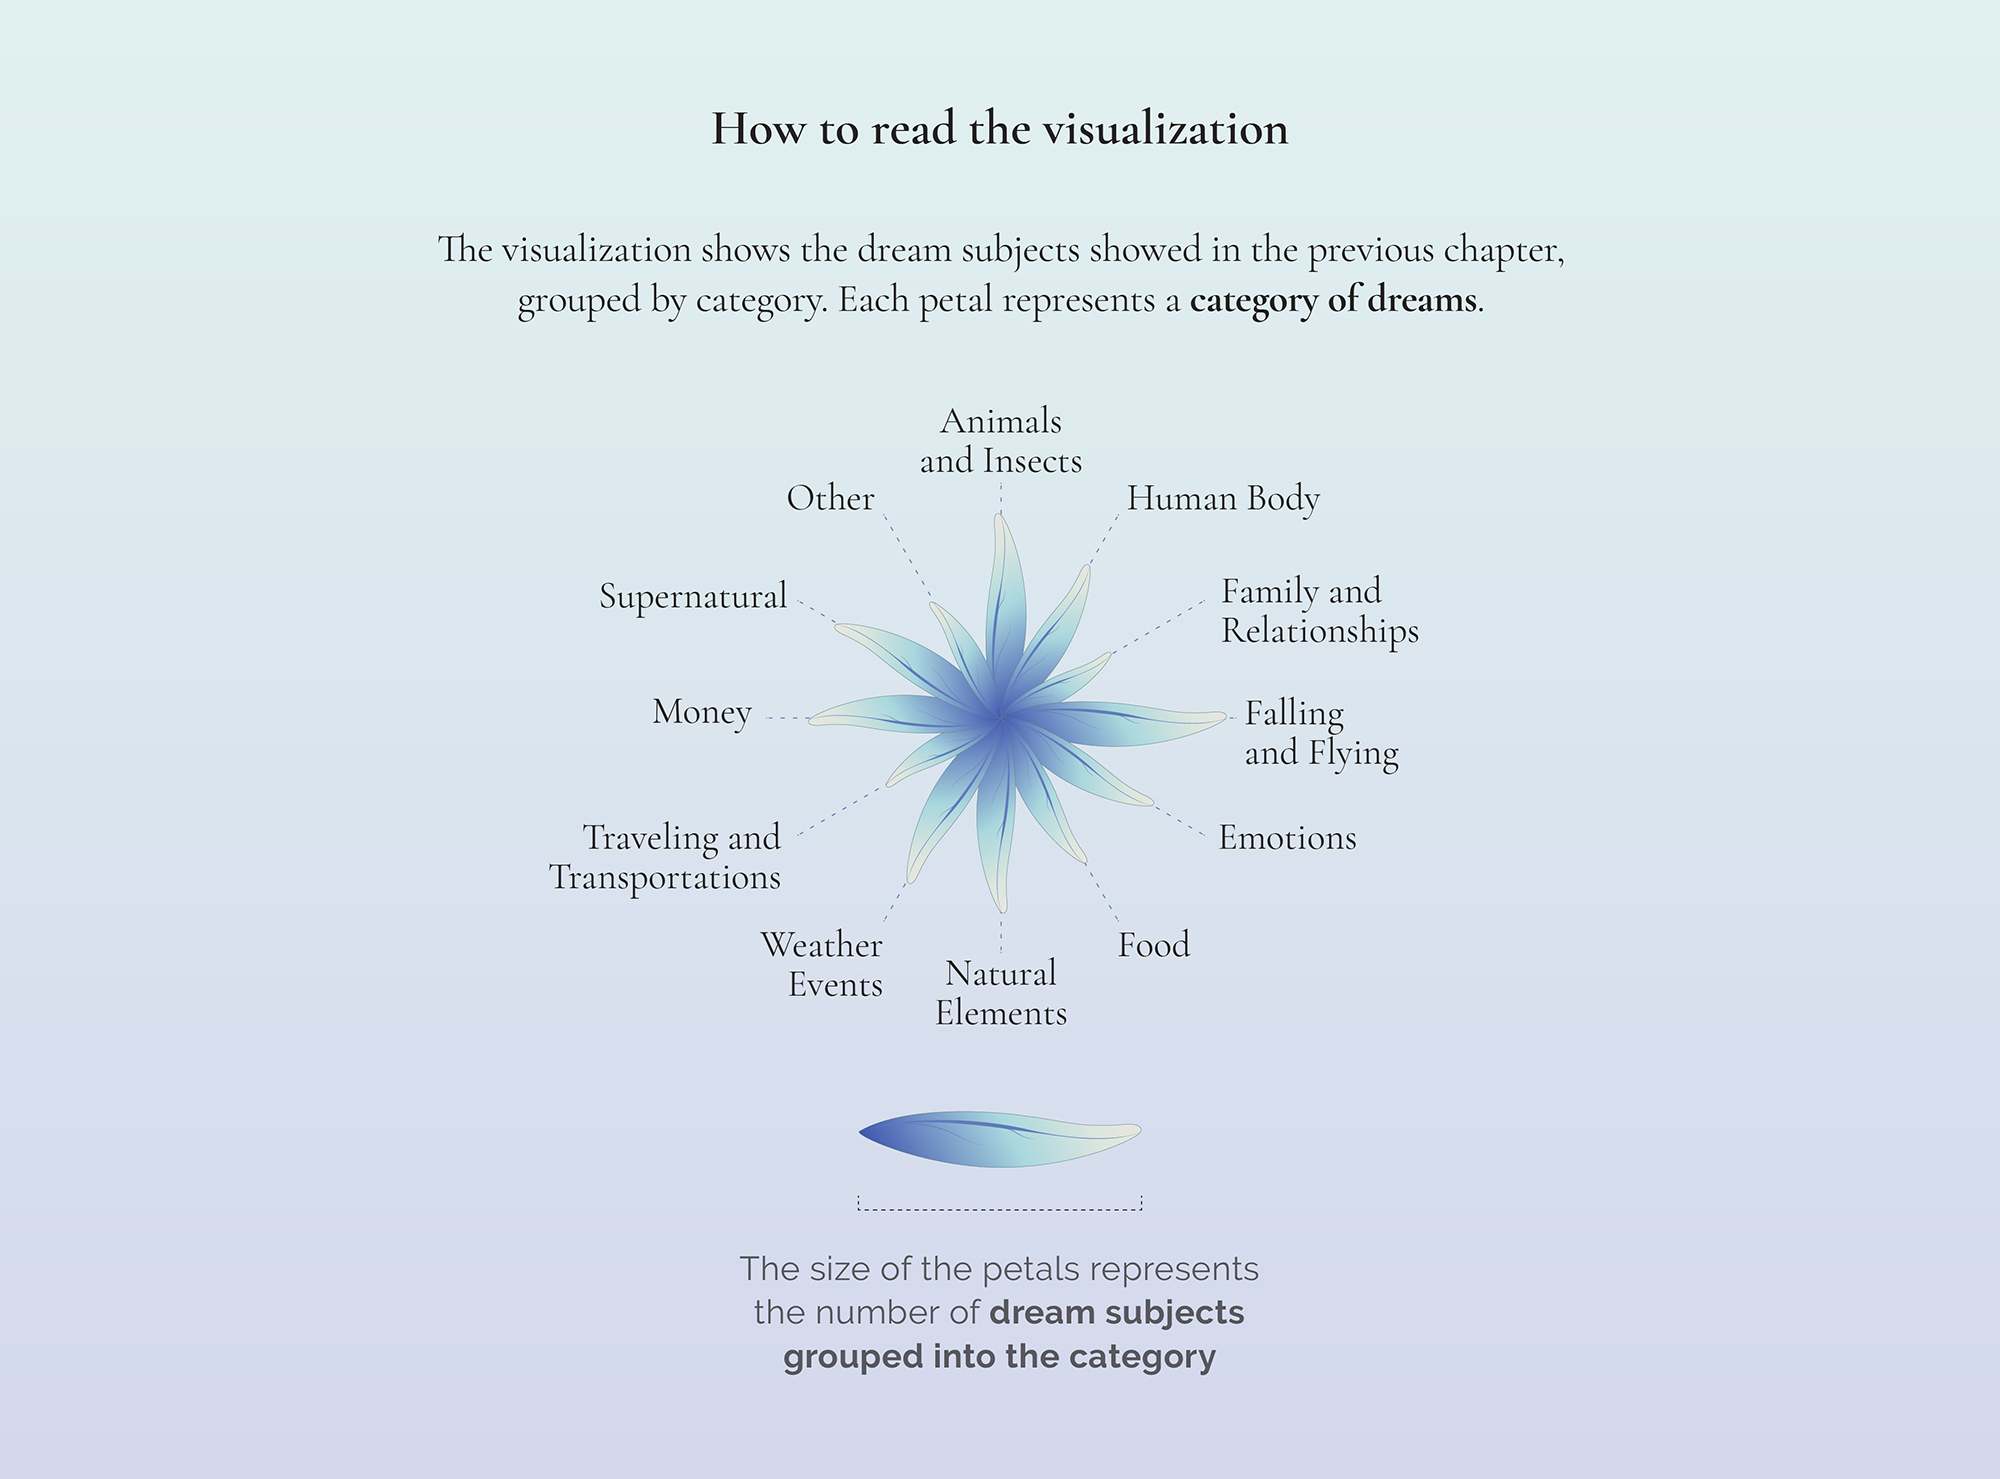 How to read the visualization
The visualization shows the dream subjects showed in the previous chapter,
grouped by category. Each petal represents a category of dreams.
Animals
and Insects
Other
Human Body
Supernatural
Family and
Relationships
Money
Falling
and Flying
Traveling and
Transportations
Emotions
Weather
Events
Natural
Elements
Food
The size of the petals represents
the number of dream subjects
grouped into the category